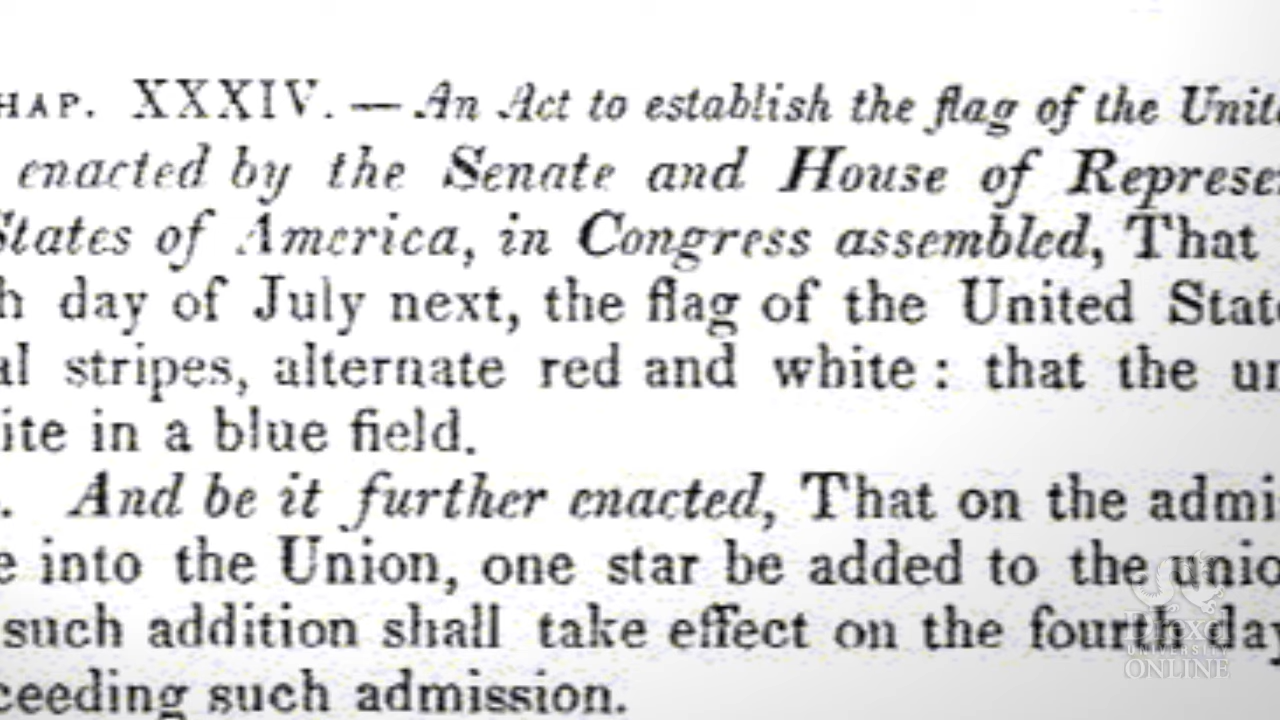 HAP. XXXIV. — An Act to establish the flag of the Unit
enacted by the Senate and House of Represe
States of America, in Congress assembled, That
h day of July next, the flag of the United Stat
al stripes, alternate red and white : that the un
ite in a blue field.
. And be it further enacted, That on the admi
e into the Union, one star be added to the unio
such addition shall take effect on the fourth day
ceeding such admission.
Drexel
UNIVERSITY
ONLINE